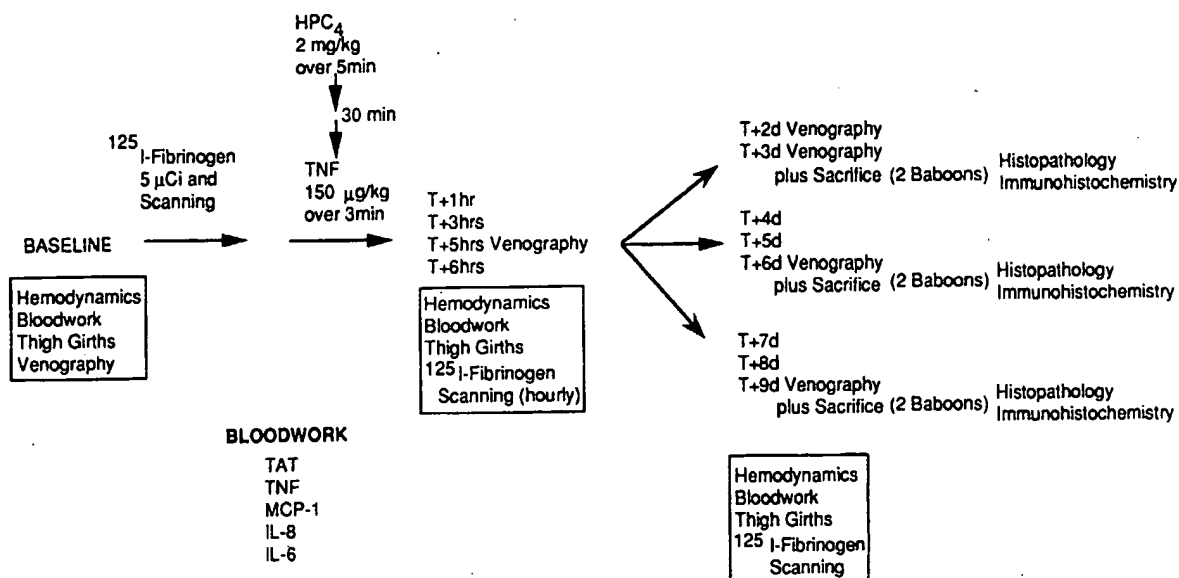 HPC4
2 mg/kg
over 5min
30 min
TNF
150 µg/kg
over 3min
125 I-Fibrinogen
5 µCi and
Scanning
BASELINE
Hemodynamics
Bloodwork
Thigh Girths
Venography
T+1hr
T+3hrs
T+5hrs Venography
T+6hrs
Hemodynamics
Bloodwork
Thigh Girths
125 I-Fibrinogen
Scanning (hourly)
T+2d Venography
T+3d Venography
plus Sacrifice (2 Baboons)
Histopathology
Immunohistochemistry
T+4d
T+5d
T+6d Venography
plus Sacrifice (2 Baboons)
Histopathology
Immunohistochemistry
T+7d
T+8d
T+9d Venography
plus Sacrifice (2 Baboons)
Histopathology
Immunohistochemistry
BLOODWORK
TAT
TNF
MCP-1
IL-8
IL-6
Hemodynamics
Bloodwork
Thigh Girths
125 I-Fibrinogen
Scanning